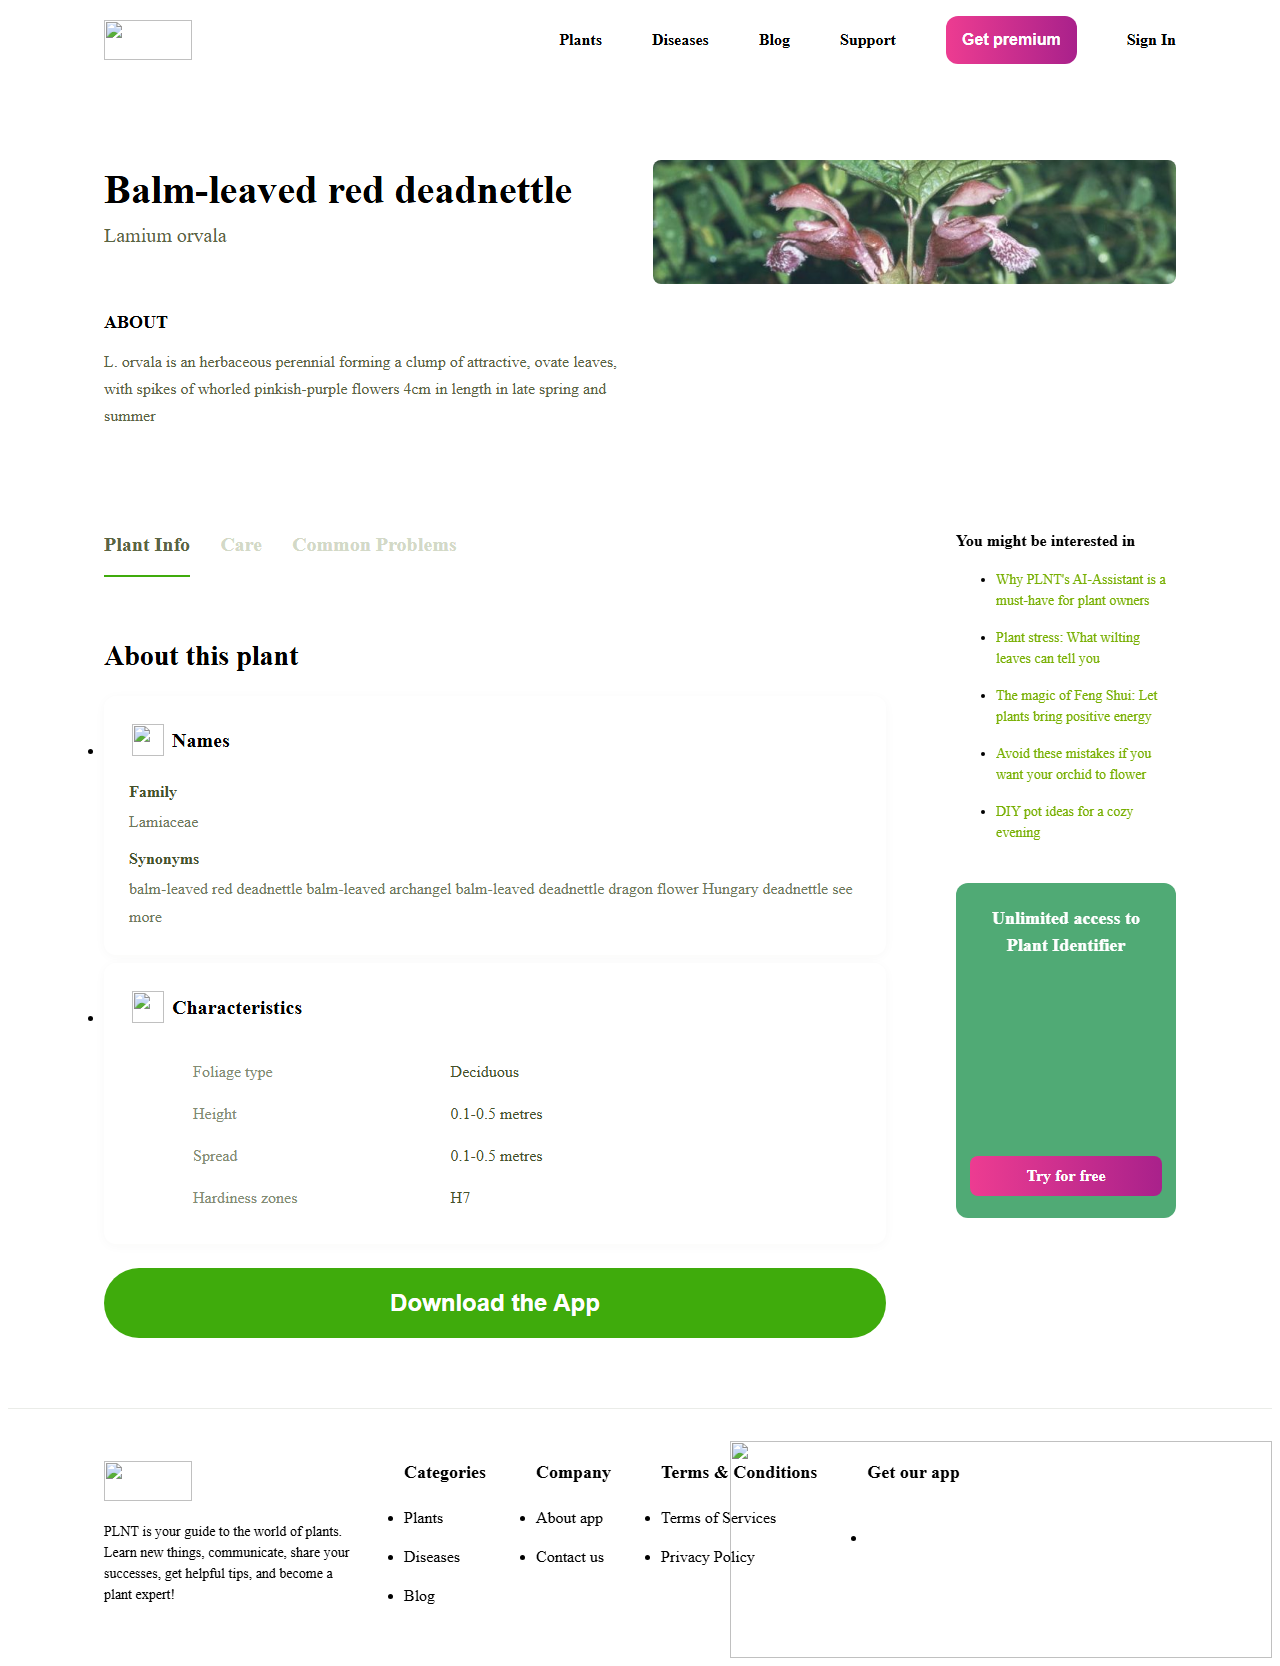 Plants Diseases Blog Support Get premium Sign In
Balm-leaved red deadnettle
Lamium orvala
ABOUT
L. orvala is an herbaceous perennial forming a clump of attractive, ovate leaves,
with spikes of whorled pinkish-purple flowers 4cm in length in late spring and
summer
Plant Info Care Common Problems
About this plant
Names
Family
Lamiaceae
Synonyms
balm-leaved red deadnettle balm-leaved archangel balm-leaved deadnettle dragon flower Hungary deadnettle see
more
Characteristics
Foliage type Deciduous
Height 0.1-0.5 metres
Spread 0.1-0.5 metres
Hardiness zones H7
Download the App
You might be interested in
Why PLNT's AI-Assistant is a
must-have for plant owners
Plant stress: What wilting
leaves can tell you
The magic of Feng Shui: Let
plants bring positive energy
Avoid these mistakes if you
want your orchid to flower
DIY pot ideas for a cozy
evening
Unlimited access to
Plant Identifier
Try for free
PLNT is your guide to the world of plants.
Learn new things, communicate, share your
successes, get helpful tips, and become a
plant expert!
Categories
Plants
Diseases
Blog
Company
About app
Contact us
Terms & Conditions
Terms of Services
Privacy Policy
Get our app